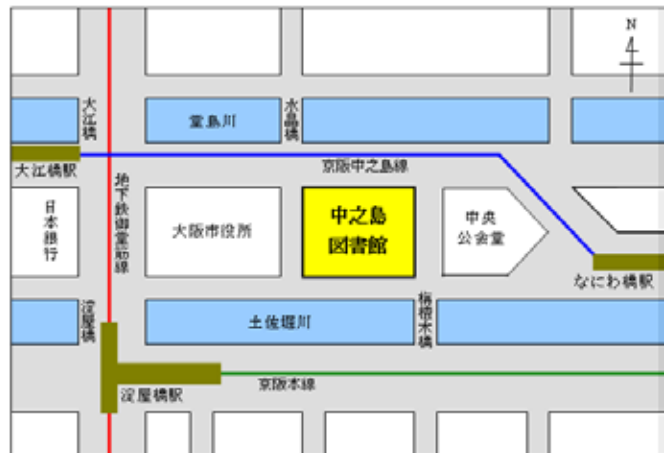 N
大江橋
堂島川
水晶橋
大江橋駅
京阪中之島線
地下鉄御堂筋線
日本銀行
大阪市役所
中之島
図書館
中央
公会堂
なにわ橋駅
淀屋橋
土佐堀川
栴檀木橋
淀屋橋駅
京阪本線